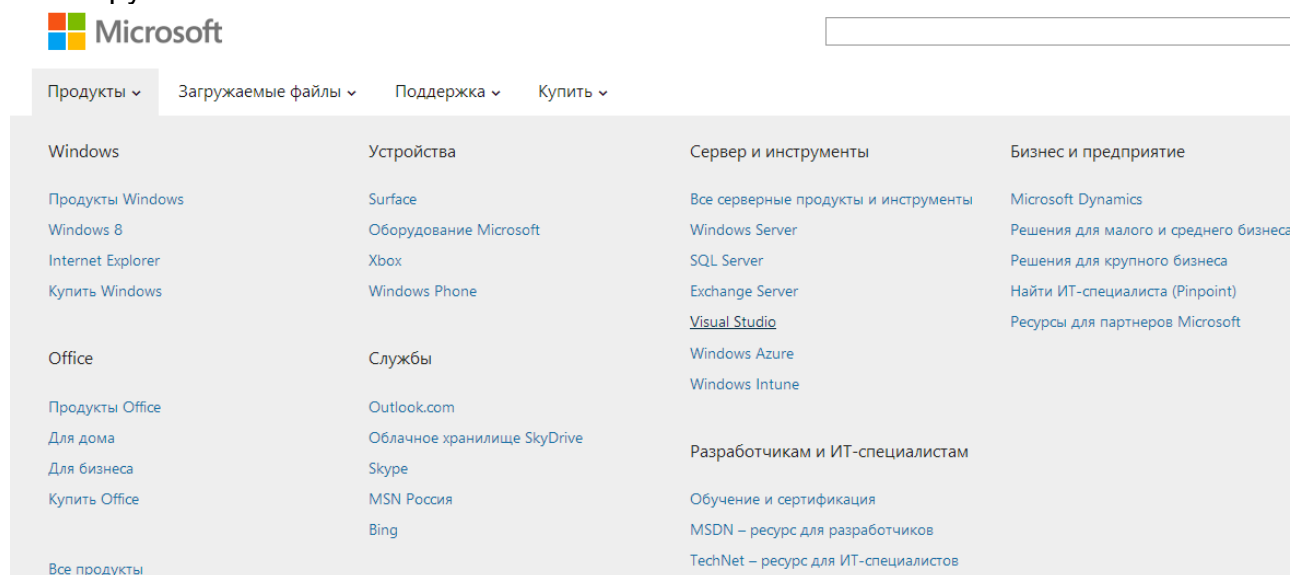 Microsoft
Продукты
Загружаемые файлы
Поддержка
Купить
Windows
Продукты Windows
Windows 8
Internet Explorer
Купить Windows
Office
Продукты Office
Для дома
Для бизнеса
Купить Office
Все продукты
Устройства
Surface
Оборудование Microsoft
Xbox
Windows Phone
Службы
Outlook.com
Облачное хранилище SkyDrive
Skype
MSN Россия
Bing
Сервер и инструменты
Все серверные продукты и инструменты
Windows Server
SQL Server
Exchange Server
Visual Studio
Windows Azure
Windows Intune
Разработчикам и ИТ-специалистам
Обучение и сертификация
MSDN – ресурс для разработчиков
TechNet – ресурс для ИТ-специалистов
Бизнес и предприятие
Microsoft Dynamics
Решения для малого и среднего бизнеса
Решения для крупного бизнеса
Найти ИТ-специалиста (Pinpoint)
Ресурсы для партнеров Microsoft